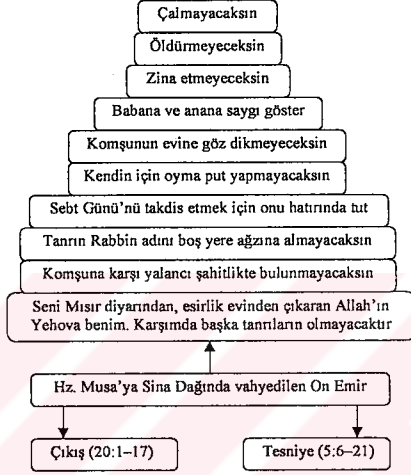 Çalmayacaksın
Öldürmeyeceksin
Zina etmeyeceksin
Babana ve anana saygı göster
Komşunun evine göz dikmeyeceksin
Kendin için oyma put yapmayacaksın
Sebt Günü'nü takdis etmek için onu hatırında tut
Tanrın Rabbin adını boş yere ağzına almayacaksın
Komşuna karşı yalancı şahitlikte bulunmayacaksın
Seni Mısır diyarından, esirlik evinden çıkaran Allah'ın
Yehova benim. Karşımda başka tanrıların olmayacaktır
Hz. Musa'ya Sina Dağında vahyedilen On Emir
Çıkış (20:1–17)
Tesniye (5:6–21)